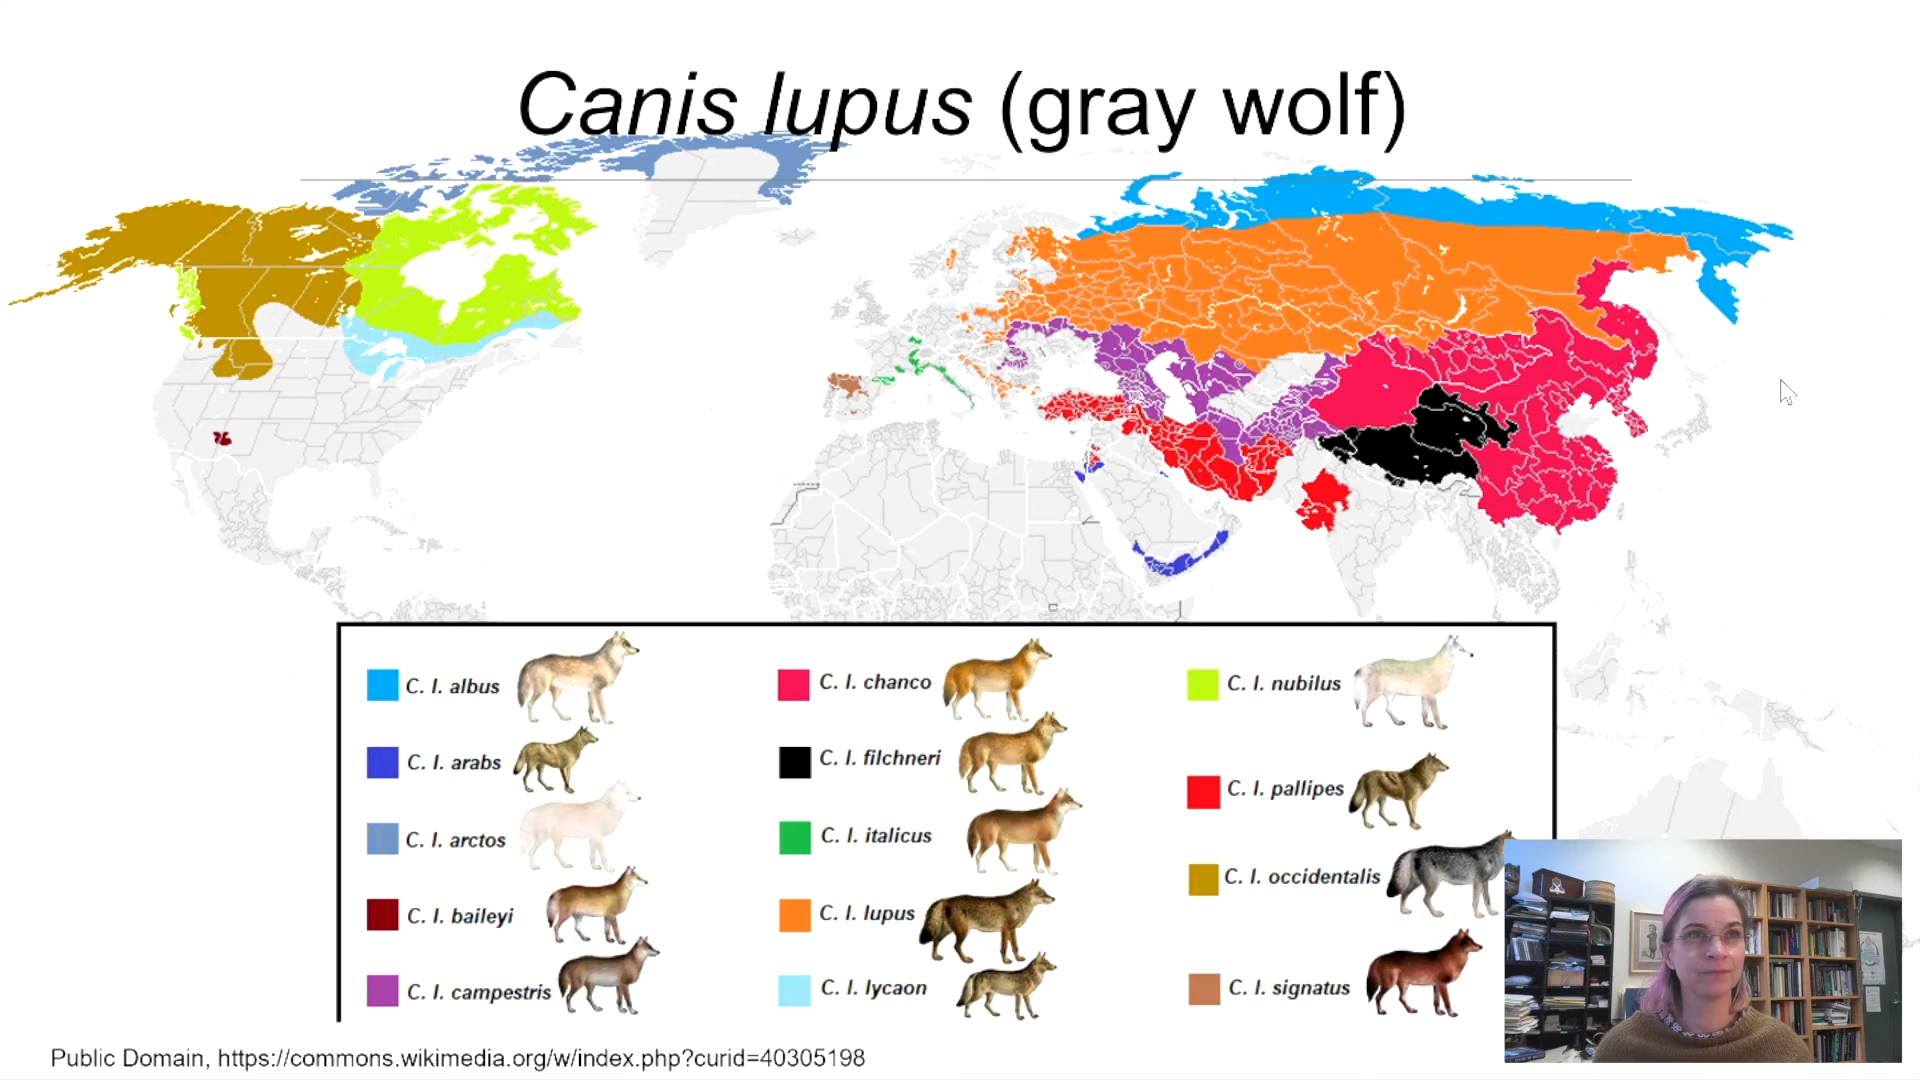 Canis lupus (gray wolf)
C. l. albus
C. l. arabs
C. l. arctos
C. l. baileyi
C. l. campestris
C. l. chanco
C. l. filchneri
C. l. italicus
C. l. lupus
C. l. lycaon
C. l. nubilus
C. l. pallipes
C. l. occidentalis
C. l. signatus
Public Domain, https://commons.wikimedia.org/w/index.php?curid=40305198